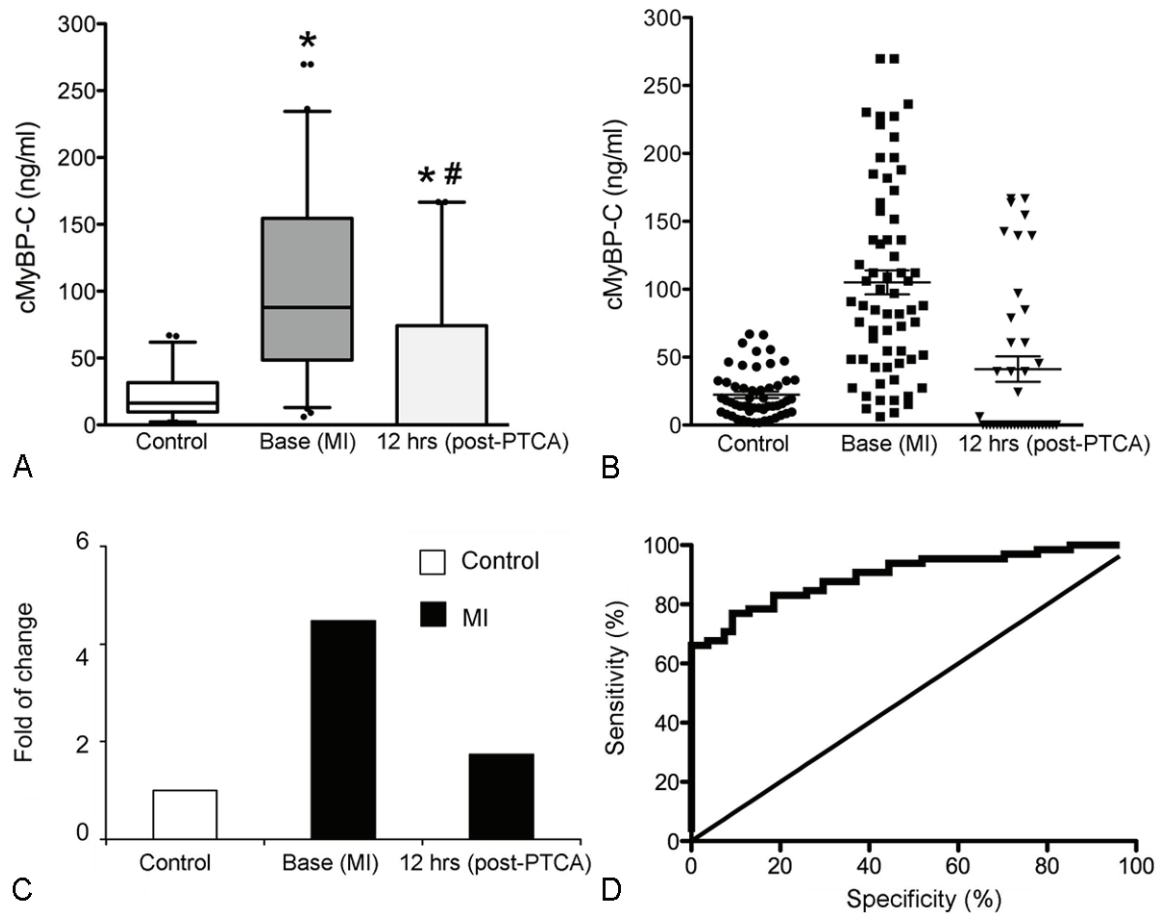 300
250
200
150
100
50
0
cMyBP-C (ng/ml)
*
* #
Control
Base (MI)
12 hrs (post-PTCA)
A
300
250
200
150
100
50
0
cMyBP-C (ng/ml)
Control
Base (MI)
12 hrs (post-PTCA)
B
6
4
2
0
Fold of change
Control
MI
Control
Base (MI)
12 hrs (post-PTCA)
C
100
80
60
40
20
0
Sensitivity (%)
0 20 40 60 80 100
Specificity (%)
D